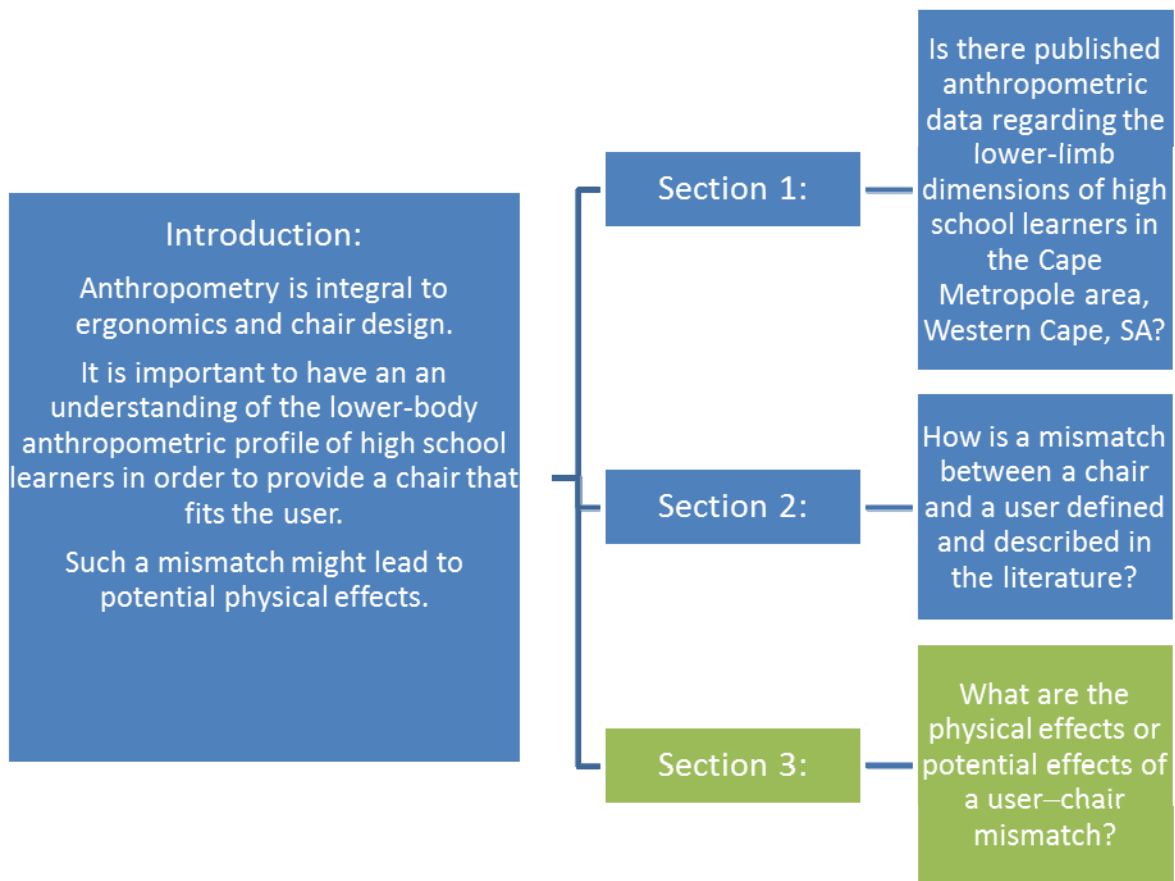 Introduction:
Anthropometry is integral to
ergonomics and chair design.
It is important to have an an
understanding of the lower-body
anthropometric profile of high school
learners in order to provide a chair that
fits the user.
Such a mismatch might lead to
potential physical effects.
Section 1:
Is there published
anthropometric
data regarding the
lower-limb
dimensions of high
school learners in
the Cape
Metropole area,
Western Cape, SA?
Section 2:
How is a mismatch
between a chair
and a user defined
and described in
the literature?
Section 3:
What are the
physical effects or
potential effects of
a user–chair
mismatch?